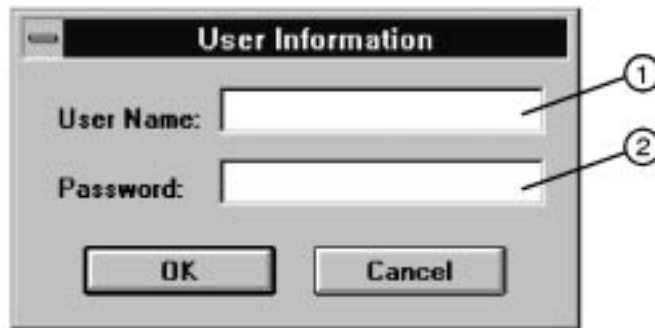 User Information
User Name:
1
Password:
2
OK Cancel